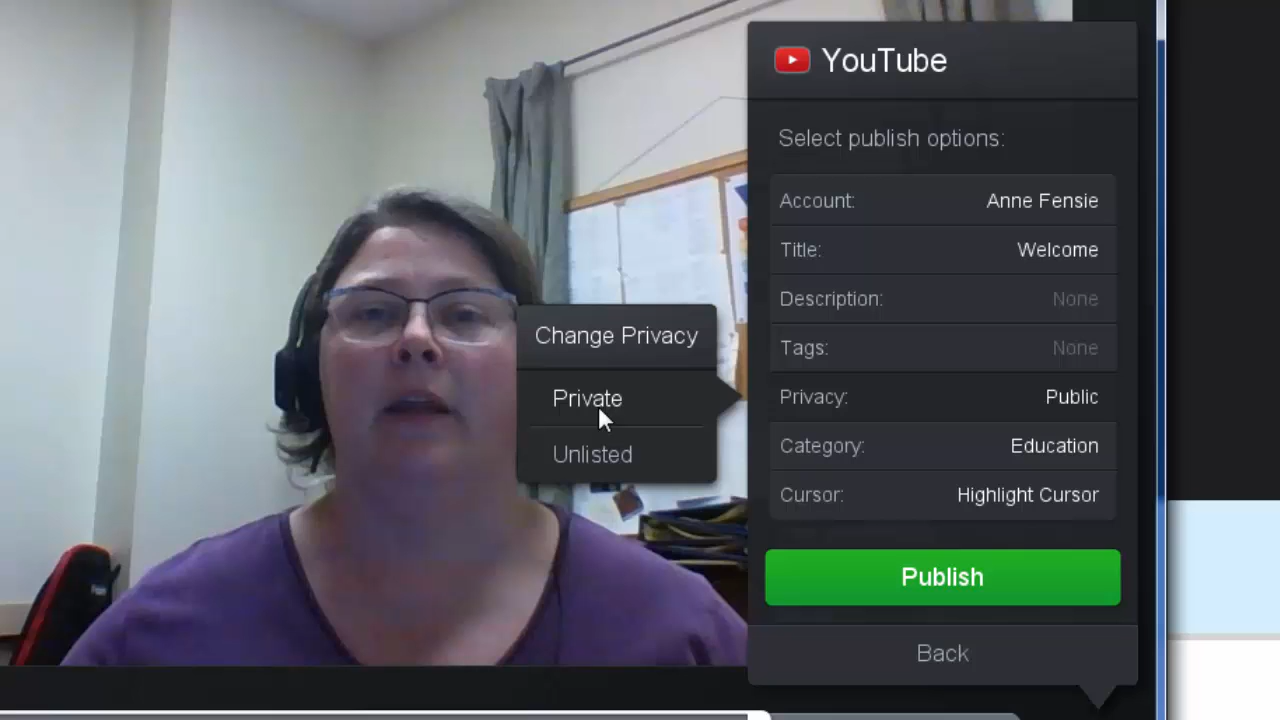 YouTube
Select publish options:
Account: Anne Fensie
Title: Welcome
Description: None
Tags: None
Change Privacy
Private
Unlisted
Privacy: Public
Category: Education
Cursor: Highlight Cursor
Publish
Back